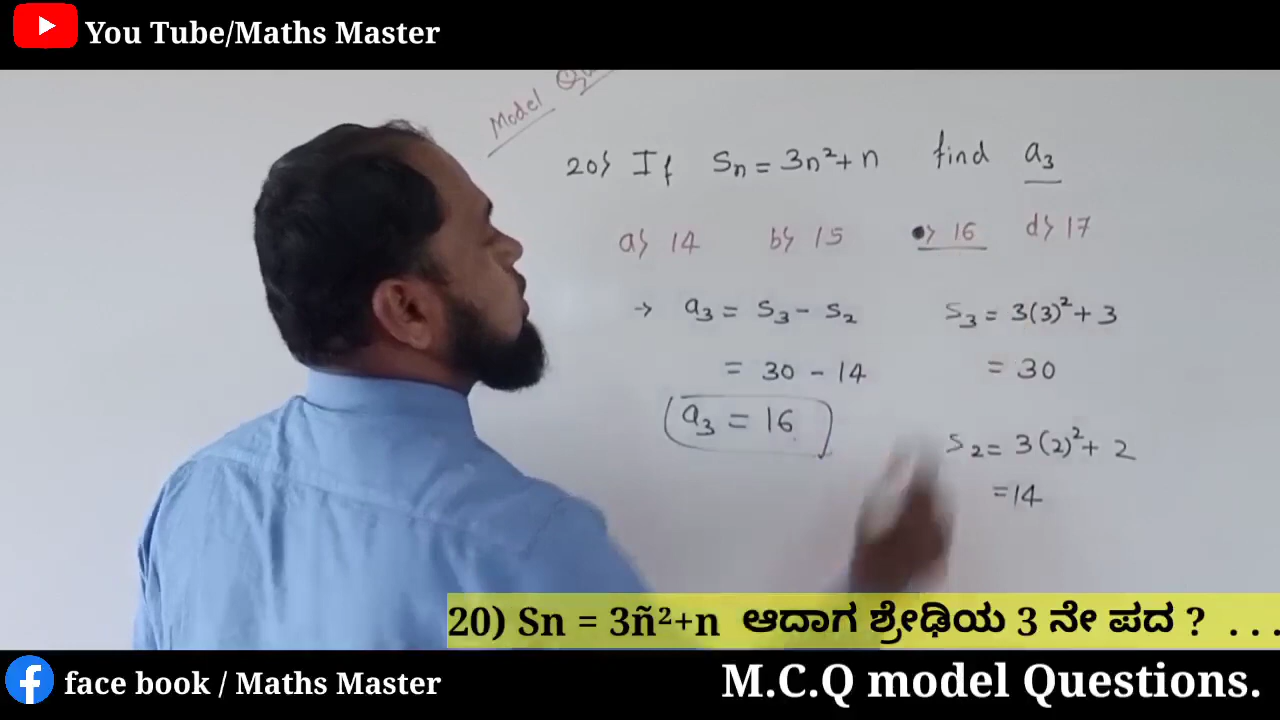 You Tube/Maths Master
Model
20) If Sn = 3n²+ n find a₃
a) 14 b) 15 ) 16 d) 17
→ a₃ = S₃ - S₂
= 30 - 14
a₃ = 16
S₃ = 3(3)² + 3
= 30
S₂ = 3(2)² + 2
= 14
20) Sn = 3ñ²+n ಆದಾಗ ಶ್ರೇಢಿಯ 3 ನೇ ಪದ ? . . .
face book / Maths Master
M.C.Q model Questions.